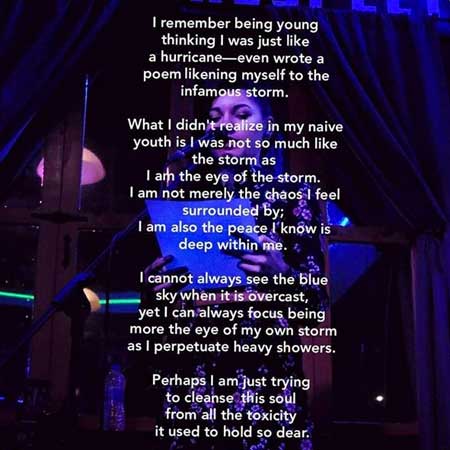 I remember being young
thinking I was just like
a hurricane—even wrote a
poem likening myself to the
infamous storm.
What I didn't realize in my naive
youth is I was not so much like
the storm as
I am the eye of the storm.
I am not merely the chaos I feel
surrounded by;
I am also the peace I know is
deep within me.
I cannot always see the blue
sky when it is overcast,
yet I can always focus being
more the eye of my own storm
as I perpetuate heavy showers.
Perhaps I am just trying
to cleanse this soul
from all the toxicity
it used to hold so dear.